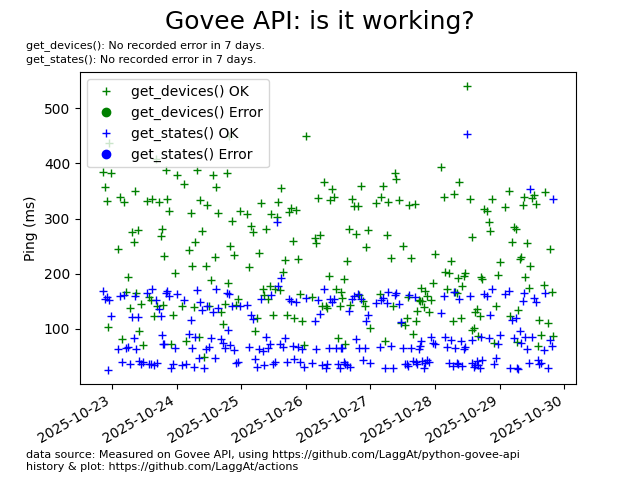 Govee API: is it working?
get_devices(): No recorded error in 7 days.
get_states(): No recorded error in 7 days.
get_devices() OK
get_devices() Error
get_states() OK
get_states() Error
Ping (ms)
500
400
300
200
100
2025-10-23
2025-10-24
2025-10-25
2025-10-26
2025-10-27
2025-10-28
2025-10-29
2025-10-30
data source: Measured on Govee API, using https://github.com/LaggAt/python-govee-api
history & plot: https://github.com/LaggAt/actions